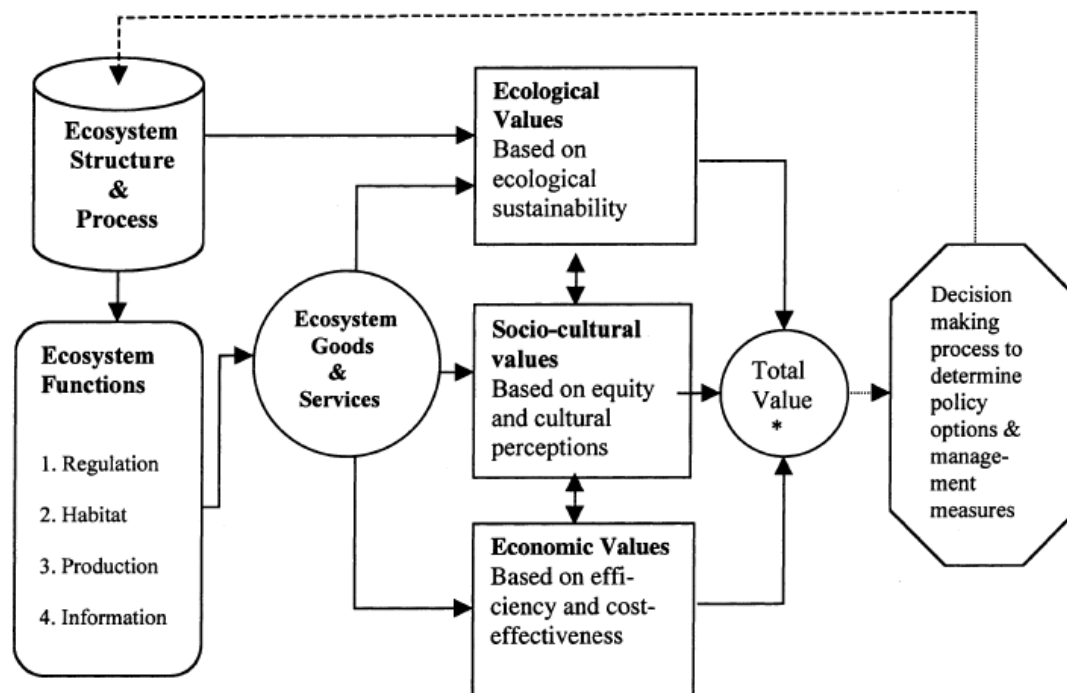 Ecosystem
Structure
&
Process
Ecosystem
Functions
1. Regulation
2. Habitat
3. Production
4. Information
Ecosystem
Goods
&
Services
Ecological
Values
Based on
ecological
sustainability
Socio-cultural
values
Based on equity
and cultural
perceptions
Economic Values
Based on effi-
ciency and cost-
effectiveness
Total
Value
*
Decision
making
process to
determine
policy
options &
manage-
ment
measures